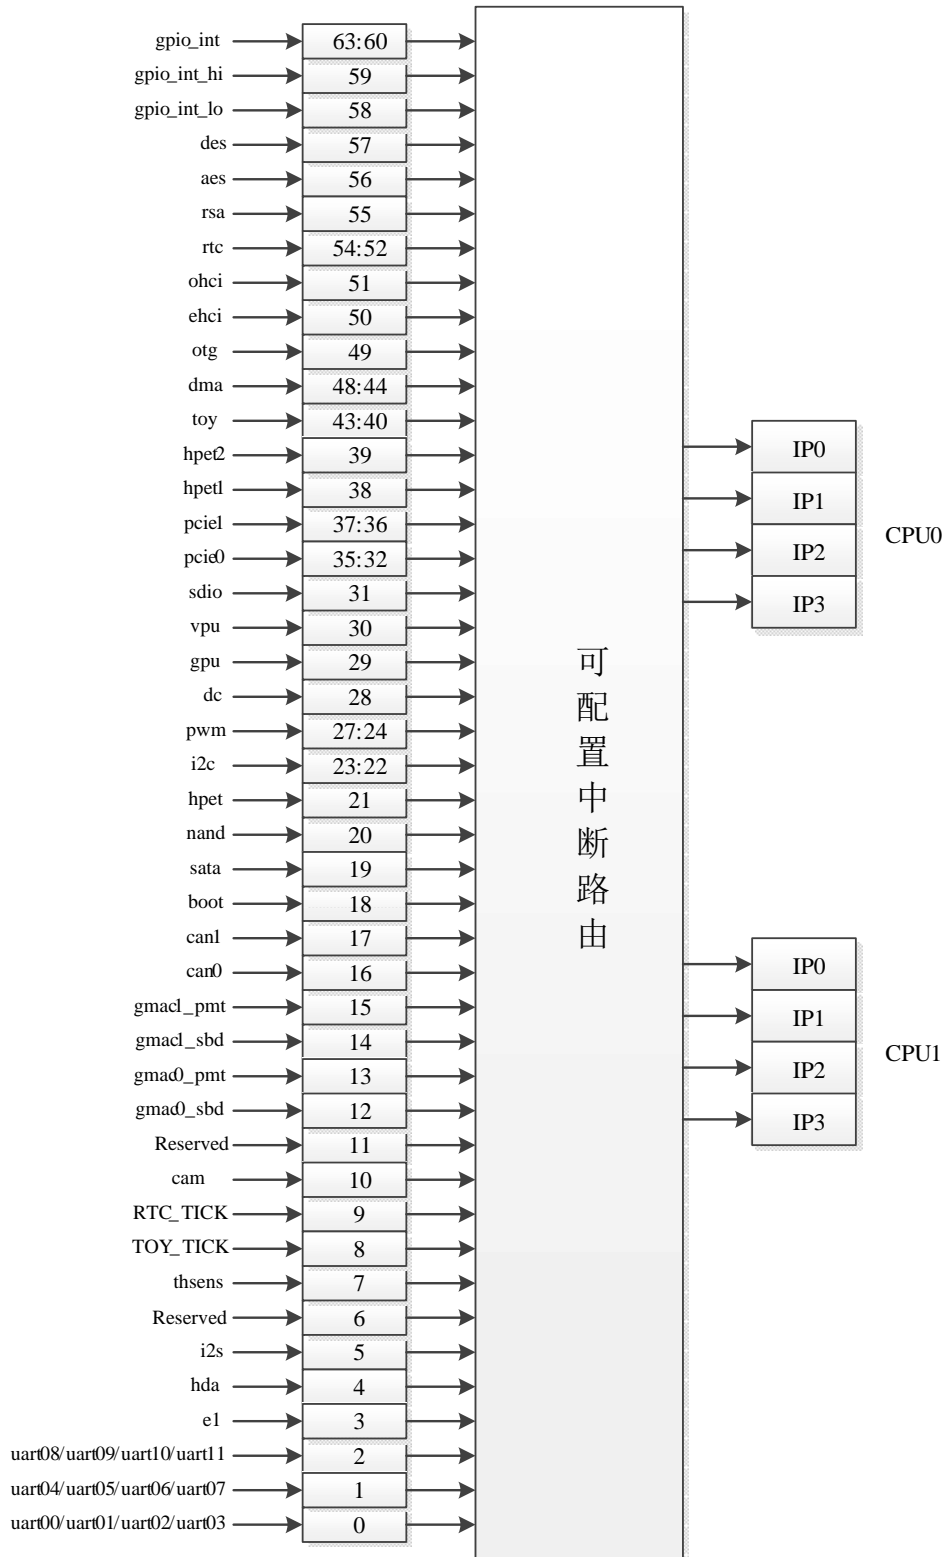 gpio_int 63:60
gpio_int_hi 59
gpio_int_lo 58
des 57
aes 56
rsa 55
rtc 54:52
ohci 51
ehci 50
otg 49
dma 48:44
toy 43:40
hpet2 39
hpet1 38
pcie1 37:36
pcie0 35:32
sdio 31
vpu 30
gpu 29
dc 28
pwm 27:24
i2c 23:22
hpet 21
nand 20
sata 19
boot 18
can1 17
can0 16
gmac1_pmt 15
gmac1_sbd 14
gmac0_pmt 13
gmac0_sbd 12
Reserved 11
cam 10
RTC_TICK 9
TOY_TICK 8
thsens 7
Reserved 6
i2s 5
hda 4
e1 3
uart08/uart09/uart10/uart11 2
uart04/uart05/uart06/uart07 1
uart00/uart01/uart02/uart03 0
可配置中断路由
IP0
IP1
IP2
IP3
CPU0
IP0
IP1
IP2
IP3
CPU1